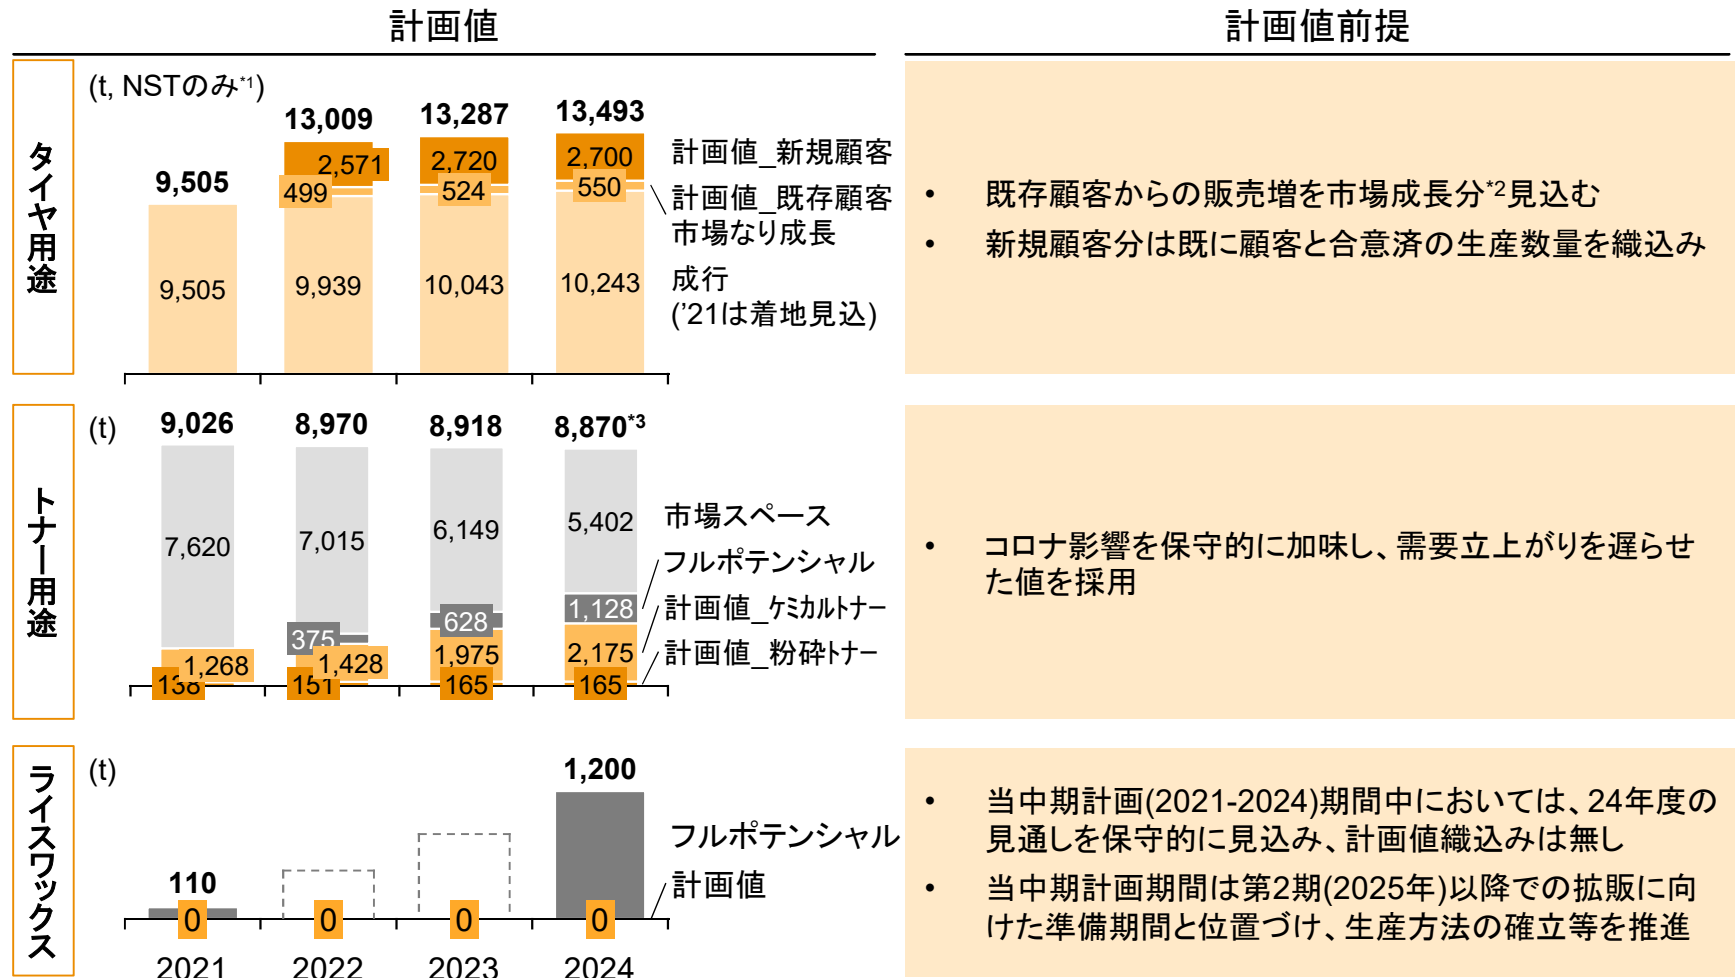 計画値
計画値前提
タイヤ用途
(t, NSTのみ*1)
9,505
13,009
13,287
13,493
2,571
2,720
2,700
499
524
550
9,505
9,939
10,043
10,243
計画値_新規顧客
計画値_既存顧客
市場なり成長
成行
('21は着地見込)
• 既存顧客からの販売増を市場成長分*2見込む
• 新規顧客分は既に顧客と合意済の生産数量を織込み
トナー用途
(t)
9,026
8,970
8,918
8,870*3
7,620
7,015
6,149
5,402
375
628
1,128
1,268
1,428
1,975
2,175
138
151
165
165
市場スペース
フルポテンシャル
計画値_ケミカルトナー
計画値_粉砕トナー
• コロナ影響を保守的に加味し、需要立上がりを遅らせ
た値を採用
ライスワックス
(t)
110
1,200
0
0
0
0
フルポテンシャル
計画値
2021
2022
2023
2024
• 当中期計画(2021-2024)期間中においては、24年度の
見通しを保守的に見込み、計画値織込みは無し
• 当中期計画期間は第2期(2025年)以降での拡販に向
けた準備期間と位置づけ、生産方法の確立等を推進